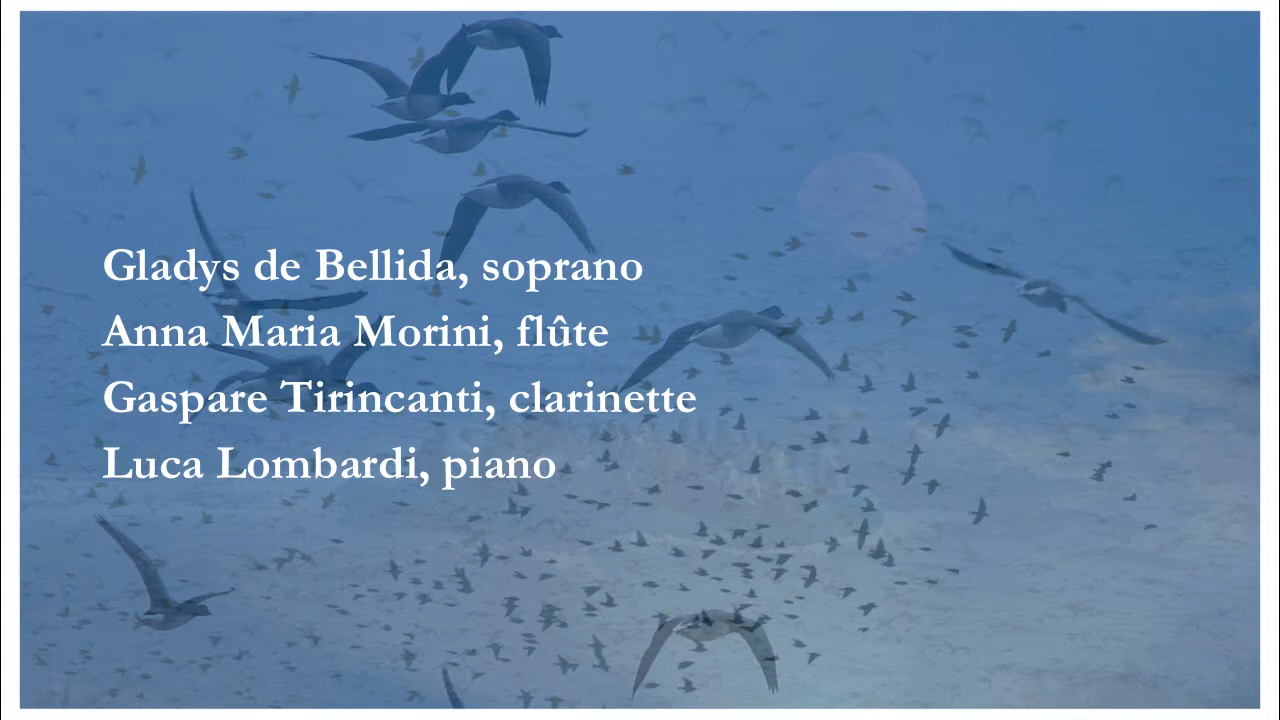 Gladys de Bellida, soprano
Anna Maria Morini, flûte
Gaspare Tirincanti, clarinette
Luca Lombardi, piano